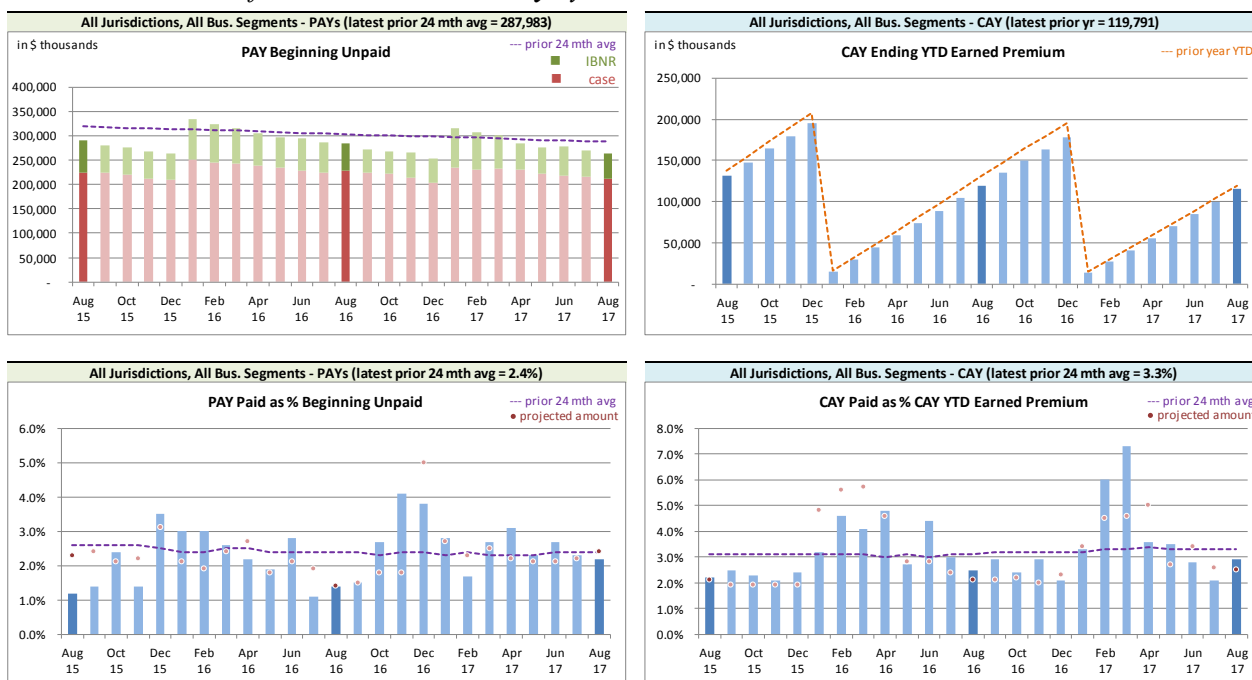 All Jurisdictions, All Bus. Segments - PAYs (latest prior 24 mth avg = 287,983)
in $ thousands
PAY Beginning Unpaid
--- prior 24 mth avg
IBNR
case
400,000
350,000
300,000
250,000
200,000
150,000
100,000
50,000
-
Aug Oct Dec Feb Apr Jun Aug Oct Dec Feb Apr Jun Aug
15 15 15 16 16 16 16 16 16 17 17 17 17
All Jurisdictions, All Bus. Segments - CAY (latest prior yr = 119,791)
in $ thousands
CAY Ending YTD Earned Premium
--- prior year YTD
250,000
200,000
150,000
100,000
50,000
-
Aug Oct Dec Feb Apr Jun Aug Oct Dec Feb Apr Jun Aug
15 15 15 16 16 16 16 16 16 17 17 17 17
All Jurisdictions, All Bus. Segments - PAYs (latest prior 24 mth avg = 2.4%)
PAY Paid as % Beginning Unpaid
--- prior 24 mth avg
projected amount
6.0%
5.0%
4.0%
3.0%
2.0%
1.0%
0.0%
Aug Oct Dec Feb Apr Jun Aug Oct Dec Feb Apr Jun Aug
15 15 15 16 16 16 16 16 16 17 17 17 17
All Jurisdictions, All Bus. Segments - CAY (latest prior 24 mth avg = 3.3%)
CAY Paid as % CAY YTD Earned Premium
--- prior 24 mth avg
projected amount
8.0%
7.0%
6.0%
5.0%
4.0%
3.0%
2.0%
1.0%
0.0%
Aug Oct Dec Feb Apr Jun Aug Oct Dec Feb Apr Jun Aug
15 15 15 16 16 16 16 16 16 17 17 17 17